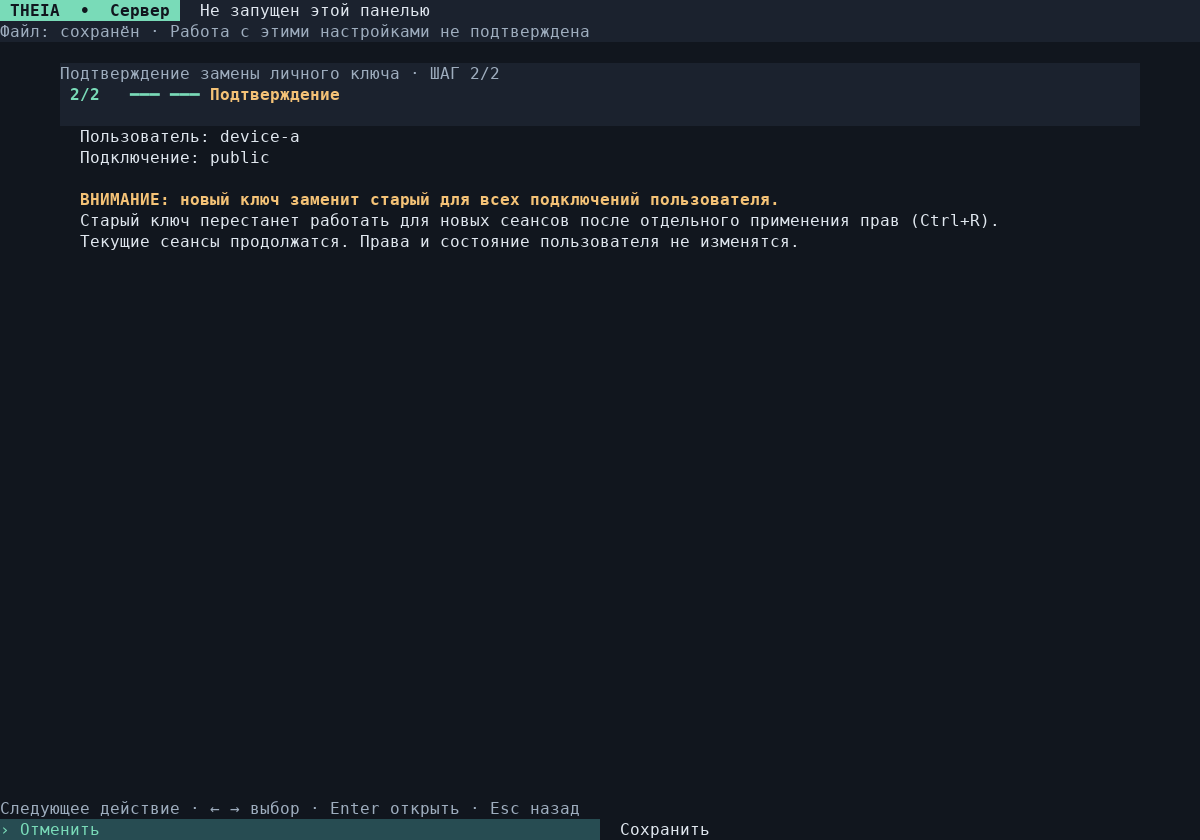 THEIA • Сервер Не запущен этой панелью
Файл: сохранён · Работа с этими настройками не подтверждена
Подтверждение замены личного ключа · ШАГ 2/2
2/2 ━━━ ━━━ Подтверждение
Пользователь: device-a
Подключение: public
ВНИМАНИЕ: новый ключ заменит старый для всех подключений пользователя.
Старый ключ перестанет работать для новых сеансов после отдельного применения прав (Ctrl+R).
Текущие сеансы продолжатся. Права и состояние пользователя не изменятся.
Следующее действие · ← → выбор · Enter открыть · Esc назад
› Отменить Сохранить